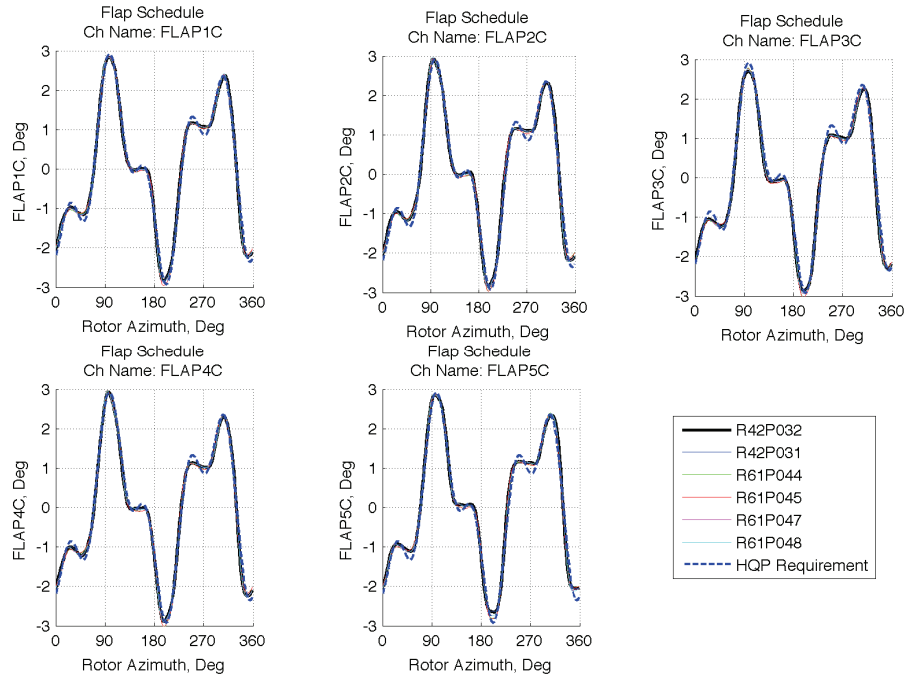 Flap Schedule
Ch Name: FLAP1C
FLAP1C, Deg
3
2
1
0
-1
-2
-3
0 90 180 270 360
Rotor Azimuth, Deg
Flap Schedule
Ch Name: FLAP2C
FLAP2C, Deg
3
2
1
0
-1
-2
-3
0 90 180 270 360
Rotor Azimuth, Deg
Flap Schedule
Ch Name: FLAP3C
FLAP3C, Deg
3
2
1
0
-1
-2
-3
0 90 180 270 360
Rotor Azimuth, Deg
Flap Schedule
Ch Name: FLAP4C
FLAP4C, Deg
3
2
1
0
-1
-2
-3
0 90 180 270 360
Rotor Azimuth, Deg
Flap Schedule
Ch Name: FLAP5C
FLAP5C, Deg
3
2
1
0
-1
-2
-3
0 90 180 270 360
Rotor Azimuth, Deg
R42P032
R42P031
R61P044
R61P045
R61P047
R61P048
HQP Requirement